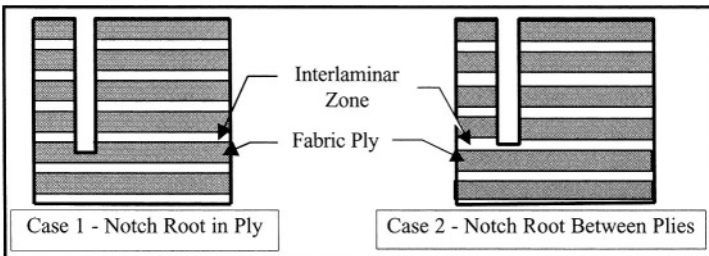 Interlaminar
Zone
Fabric Ply
Case 1 - Notch Root in Ply
Case 2 - Notch Root Between Plies